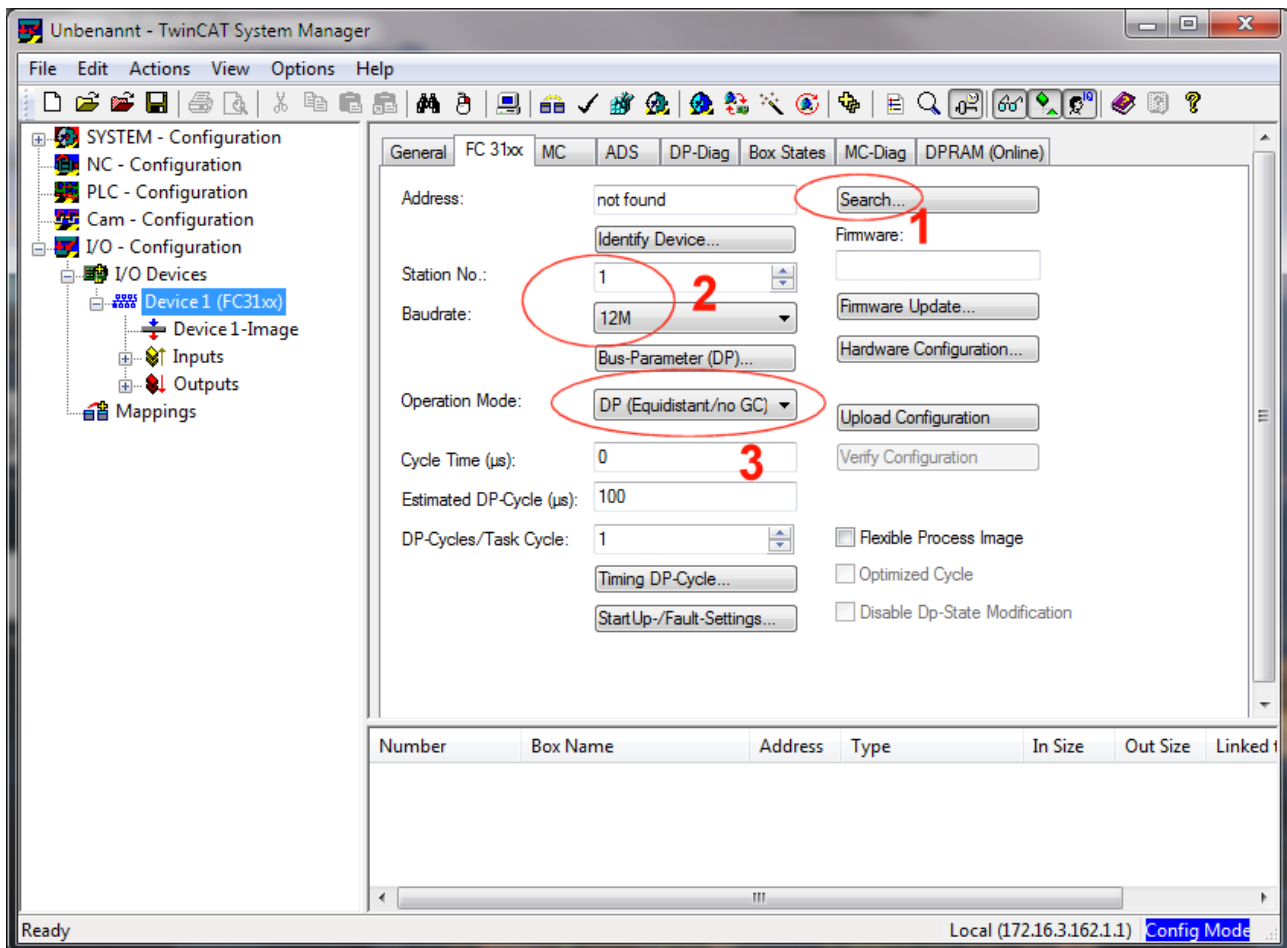 Unbenannt - TwinCAT System Manager
File Edit Actions View Options Help
SYSTEM - Configuration
NC - Configuration
PLC - Configuration
Cam - Configuration
I/O - Configuration
I/O Devices
Device 1 (FC31xx)
Device 1-Image
Inputs
Outputs
Mappings
General FC 31xx MC ADS DP-Diag Box States MC-Diag DPRAM (Online)
Address: not found Search...
1
Identify Device... Firmware:
Station No.: 1
2
Baudrate: 12M Firmware Update...
Bus-Parameter (DP)... Hardware Configuration...
Operation Mode: DP (Equidistant/no GC) Upload Configuration
Cycle Time (µs): 0 Verify Configuration
3
Estimated DP-Cycle (µs): 100
DP-Cycles/Task Cycle: 1 Flexible Process Image
Timing DP-Cycle... Optimized Cycle
StartUp-/Fault-Settings... Disable Dp-State Modification
Number Box Name Address Type In Size Out Size Linked
Ready Local (172.16.3.162.1.1) Config Mode